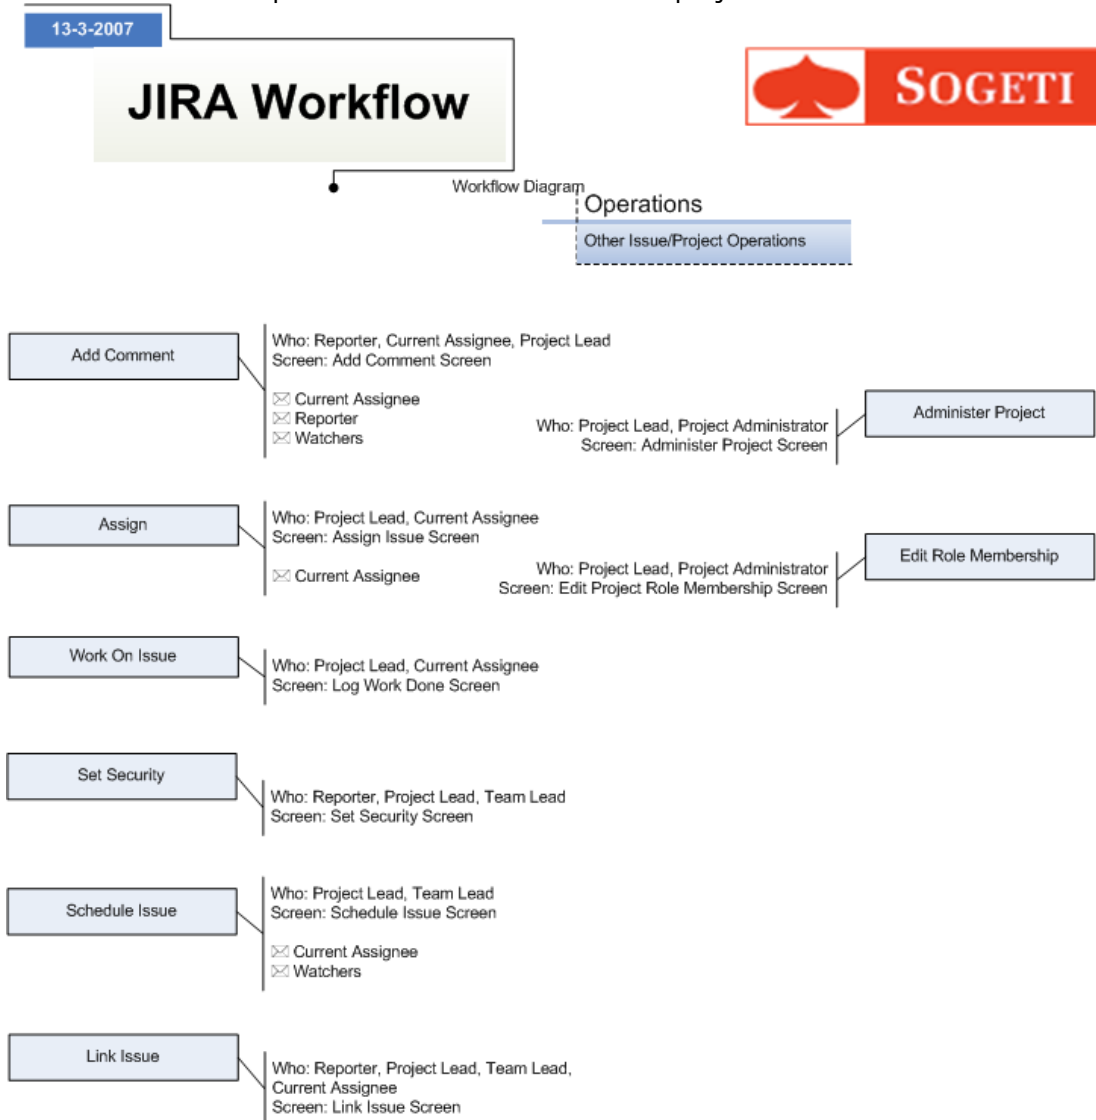 13-3-2007
JIRA Workflow
SOGETI
Workflow Diagram
Operations
Other Issue/Project Operations
Add Comment
Who: Reporter, Current Assignee, Project Lead
Screen: Add Comment Screen
Current Assignee
Reporter
Watchers
Administer Project
Who: Project Lead, Project Administrator
Screen: Administer Project Screen
Assign
Who: Project Lead, Current Assignee
Screen: Assign Issue Screen
Current Assignee
Edit Role Membership
Who: Project Lead, Project Administrator
Screen: Edit Project Role Membership Screen
Work On Issue
Who: Project Lead, Current Assignee
Screen: Log Work Done Screen
Set Security
Who: Reporter, Project Lead, Team Lead
Screen: Set Security Screen
Schedule Issue
Who: Project Lead, Team Lead
Screen: Schedule Issue Screen
Current Assignee
Watchers
Link Issue
Who: Reporter, Project Lead, Team Lead,
Current Assignee
Screen: Link Issue Screen